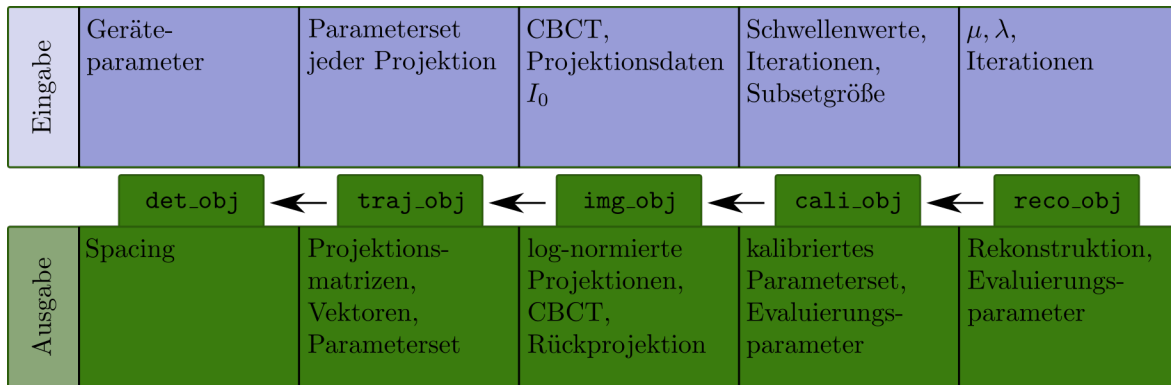 Eingabe
Geräte-
parameter
Parameterset
jeder Projektion
CBCT,
Projektionsdaten
I₀
Schwellenwerte,
Iterationen,
Subsetgröße
μ, λ,
Iterationen
det_obj
traj_obj
img_obj
cali_obj
reco_obj
Ausgabe
Spacing
Projektions-
matrizen,
Vektoren,
Parameterset
log-normierte
Projektionen,
CBCT,
Rückprojektion
kalibriertes
Parameterset,
Evaluierungs-
parameter
Rekonstruktion,
Evaluierungs-
parameter